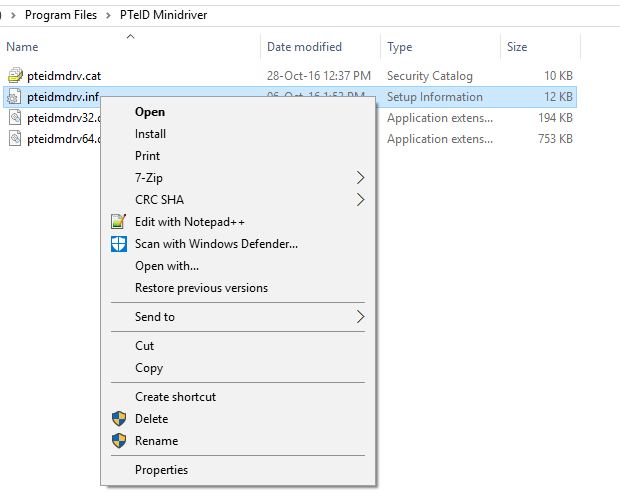 ) > Program Files > PTeID Minidriver
Name Date modified Type Size
pteidmdrv.cat 28-Oct-16 12:37 PM Security Catalog 10 KB
pteidmdrv.inf 06-Oct-16 1:53 PM Setup Information 12 KB
pteidmdrv32.d Application extens... 194 KB
pteidmdrv64.d Application extens... 753 KB
Open
Install
Print
7-Zip
CRC SHA
Edit with Notepad++
Scan with Windows Defender...
Open with...
Restore previous versions
Send to
Cut
Copy
Create shortcut
Delete
Rename
Properties